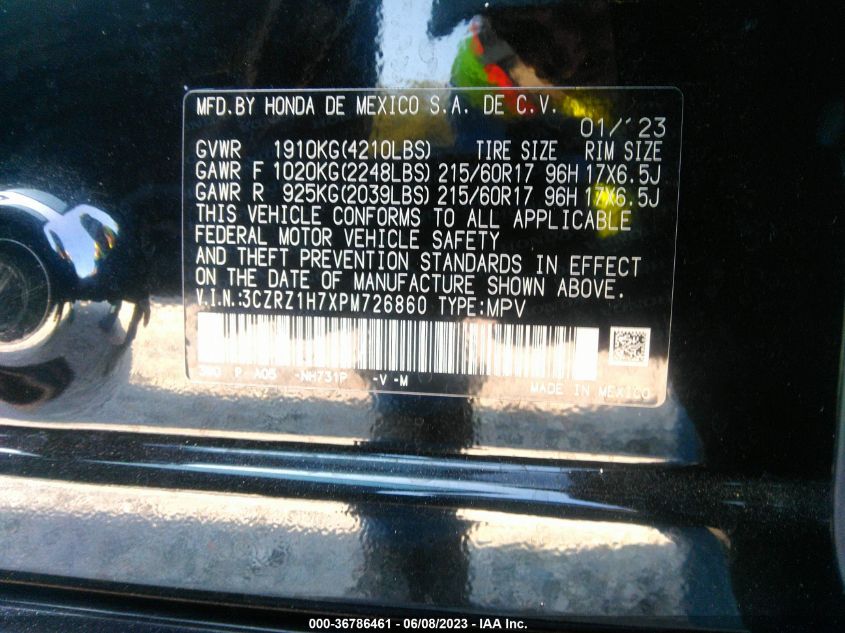 MFD.BY HONDA DE MEXICO S.A. DE C.V.
01/'23
GVWR 1910KG(4210LBS) TIRE SIZE RIM SIZE
GAWR F 1020KG(2248LBS) 215/60R17 96H 17X6.5J
GAWR R 925KG(2039LBS) 215/60R17 96H 17X6.5J
THIS VEHICLE CONFORMS TO ALL APPLICABLE
FEDERAL MOTOR VEHICLE SAFETY
AND THEFT PREVENTION STANDARDS IN EFFECT
ON THE DATE OF MANUFACTURE SHOWN ABOVE.
V.I.N.:3CZRZ1H7XPM726860 TYPE:MPV
390 P A05 -NH731P -V -M
MADE IN MEXICO
000-36786461 - 06/08/2023 - IAA Inc.